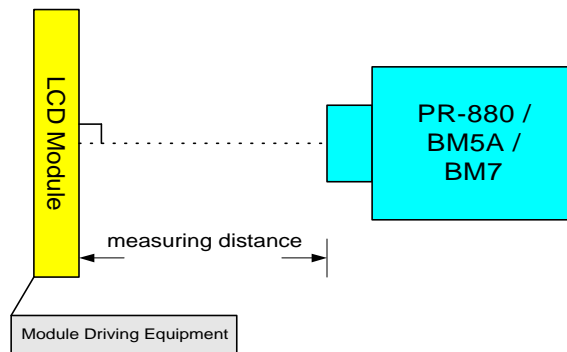 LCD Module
PR-880 /
BM5A /
BM7
measuring distance
Module Driving Equipment